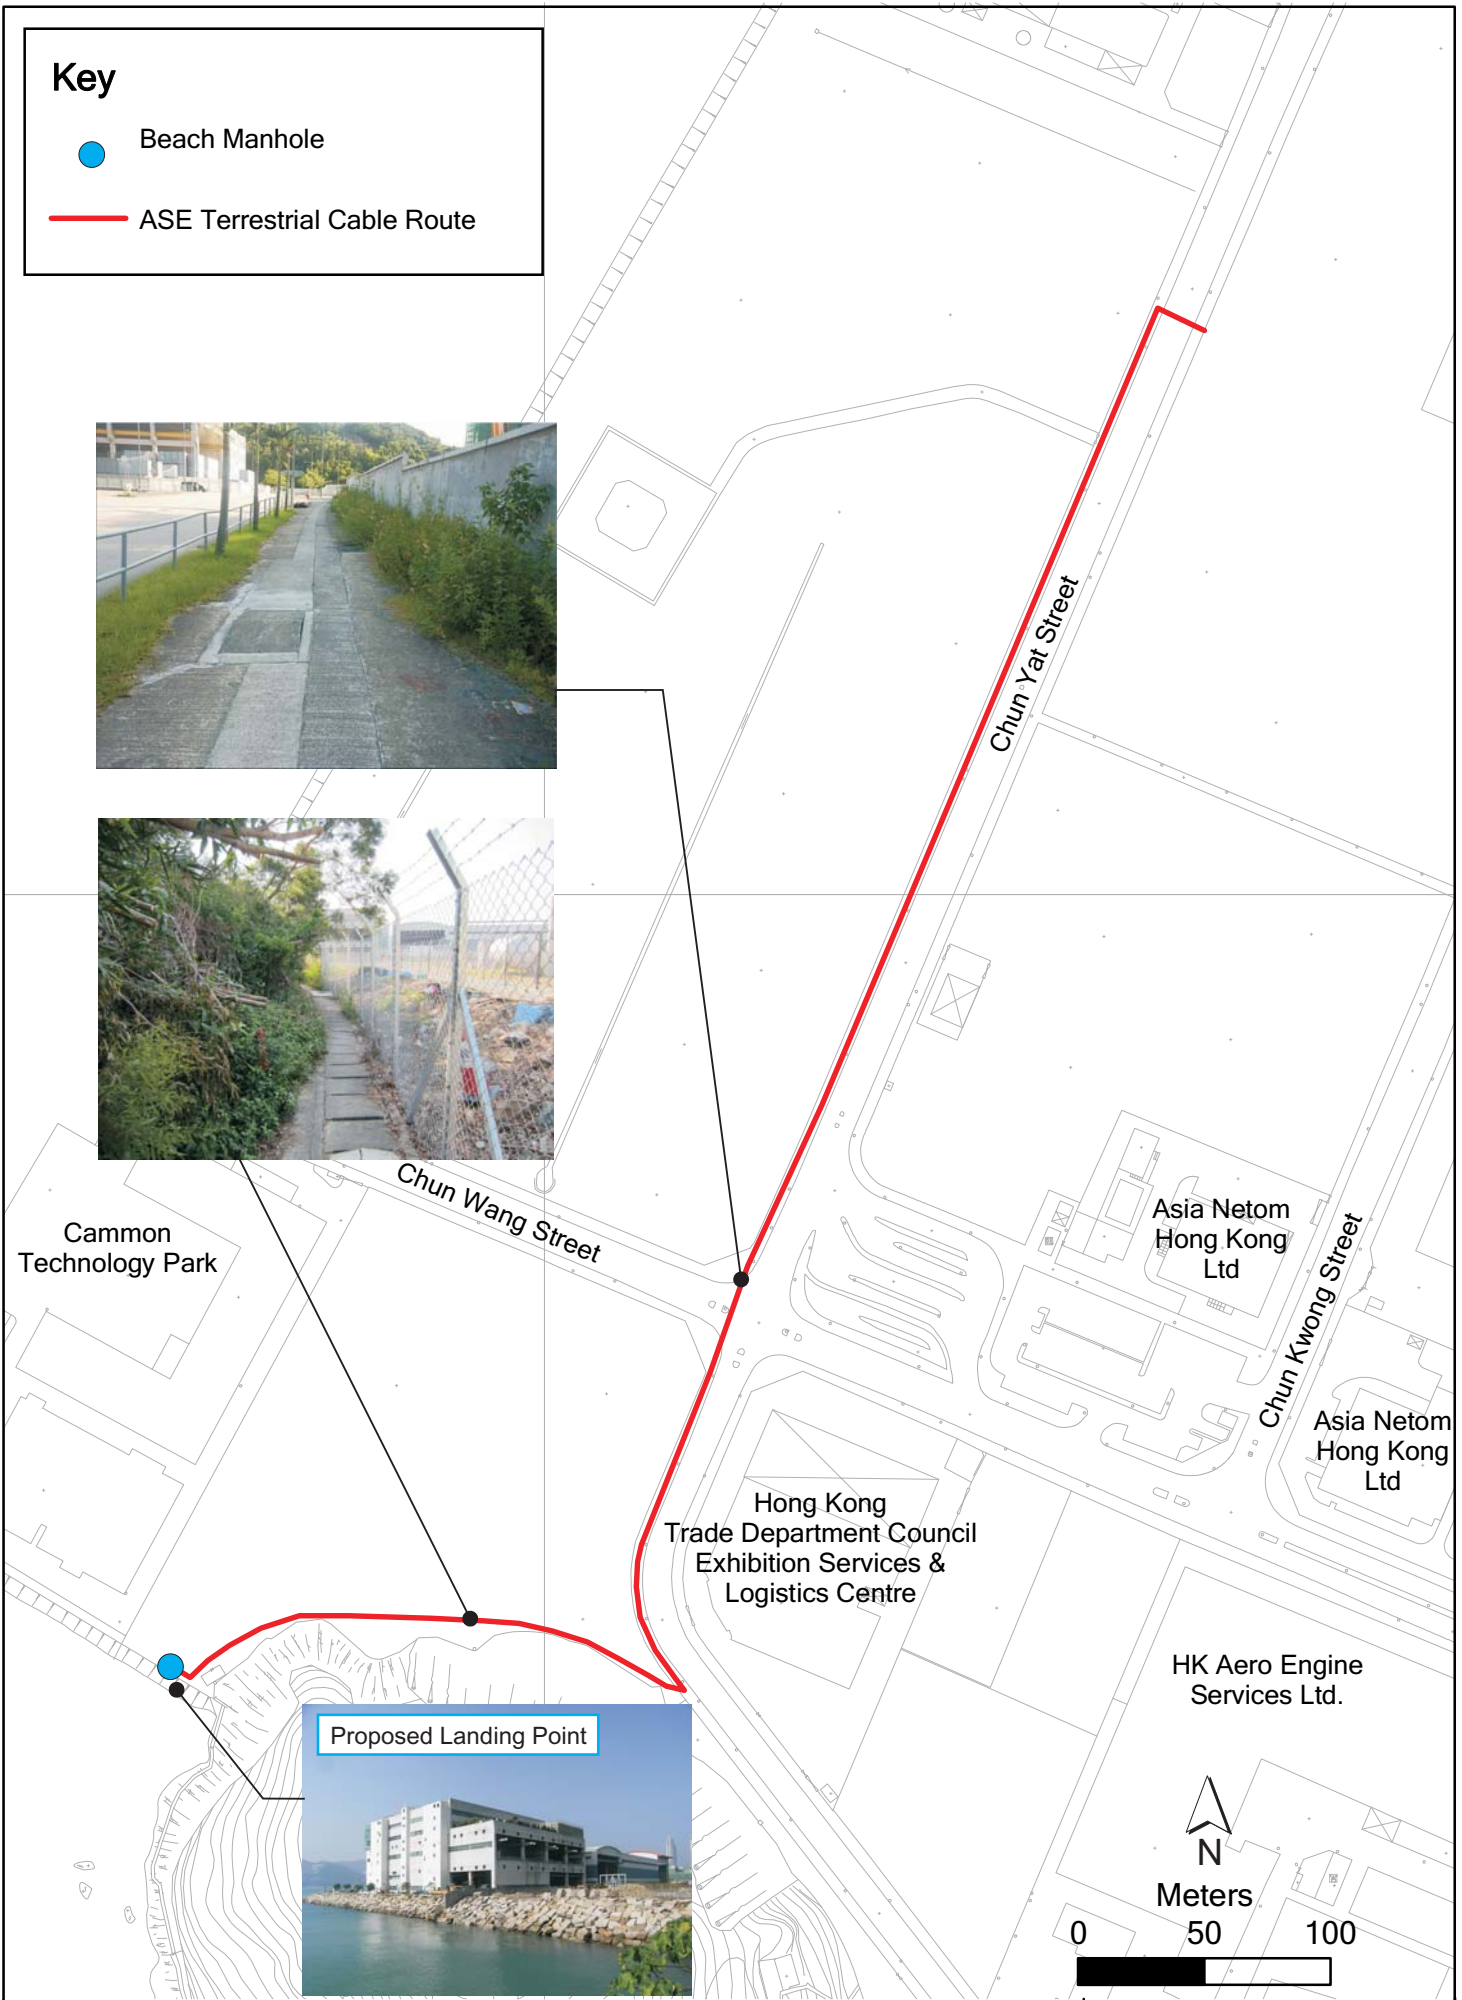 Key
Beach Manhole
ASE Terrestrial Cable Route
Chun Yat Street
Chun Wang Street
Cammon
Technology Park
Asia Netom
Hong Kong
Ltd
Chun Kwong Street
Asia Netom
Hong Kong
Ltd
Hong Kong
Trade Department Council
Exhibition Services &
Logistics Centre
HK Aero Engine
Services Ltd.
Proposed Landing Point
N
Meters
0 50 100